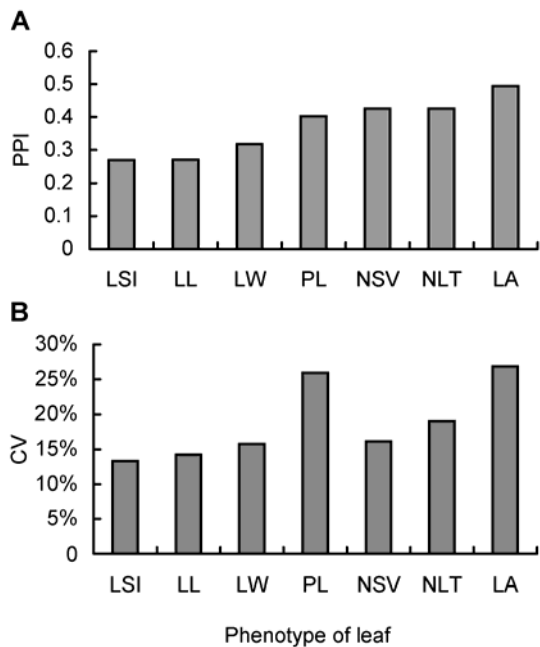 A
0.6
0.5
0.4
0.3
0.2
0.1
0
PPI
LSI LL LW PL NSV NLT LA
B
30%
25%
20%
15%
10%
5%
0
CV
LSI LL LW PL NSV NLT LA
Phenotype of leaf